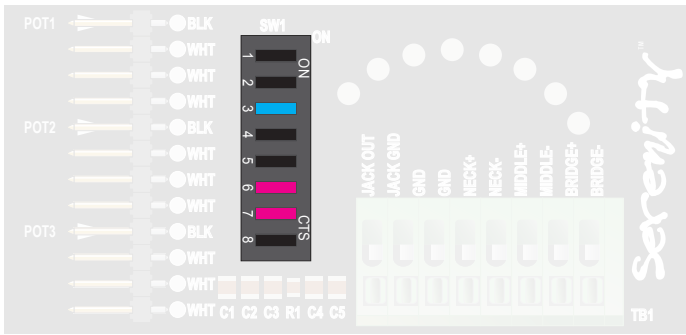 POT1
BLK
WHT
WHT
WHT
POT2
BLK
WHT
WHT
WHT
POT3
BLK
WHT
WHT
WHT
SW1
ON
ON
1
2
3
4
5
6
7
8
CTS
C1 C2 C3 R1 C4 C5
JACK OUT
JACK GND
GND
GND
NECK+
NECK-
MIDDLE+
MIDDLE-
BRIDGE+
BRIDGE-
TB1
Serenity